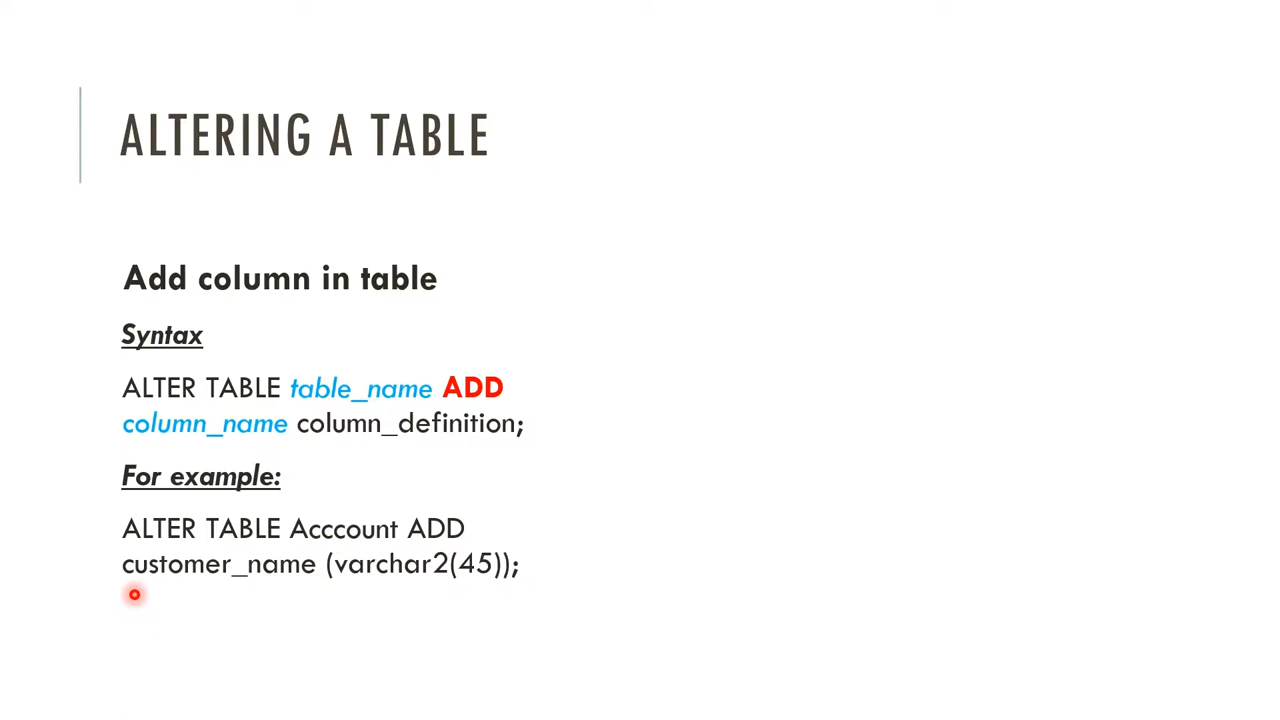 ALTERING A TABLE
Add column in table
Syntax
ALTER TABLE table_name ADD
column_name column_definition;
For example:
ALTER TABLE Acccount ADD
customer_name (varchar2(45));